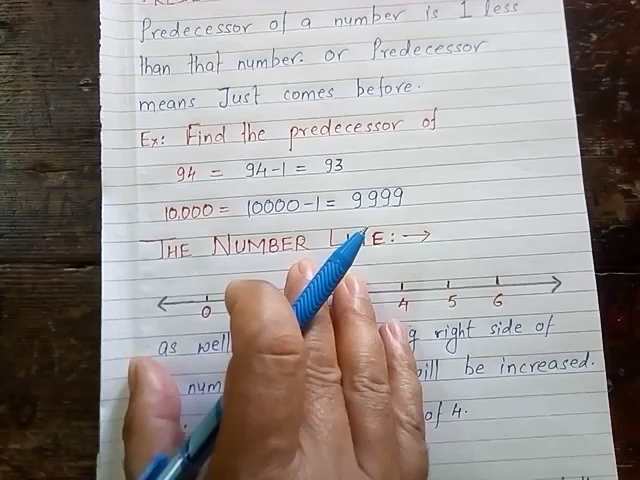 Predecessor of a number is 1 less
than that number. or Predecessor
means Just comes before.
Ex: Find the predecessor of
94 = 94-1 = 93
10,000 = 10000-1 = 9999
THE NUMBER LINE: →
0 4 5 6
as well right side of
will be increased.
of 4.